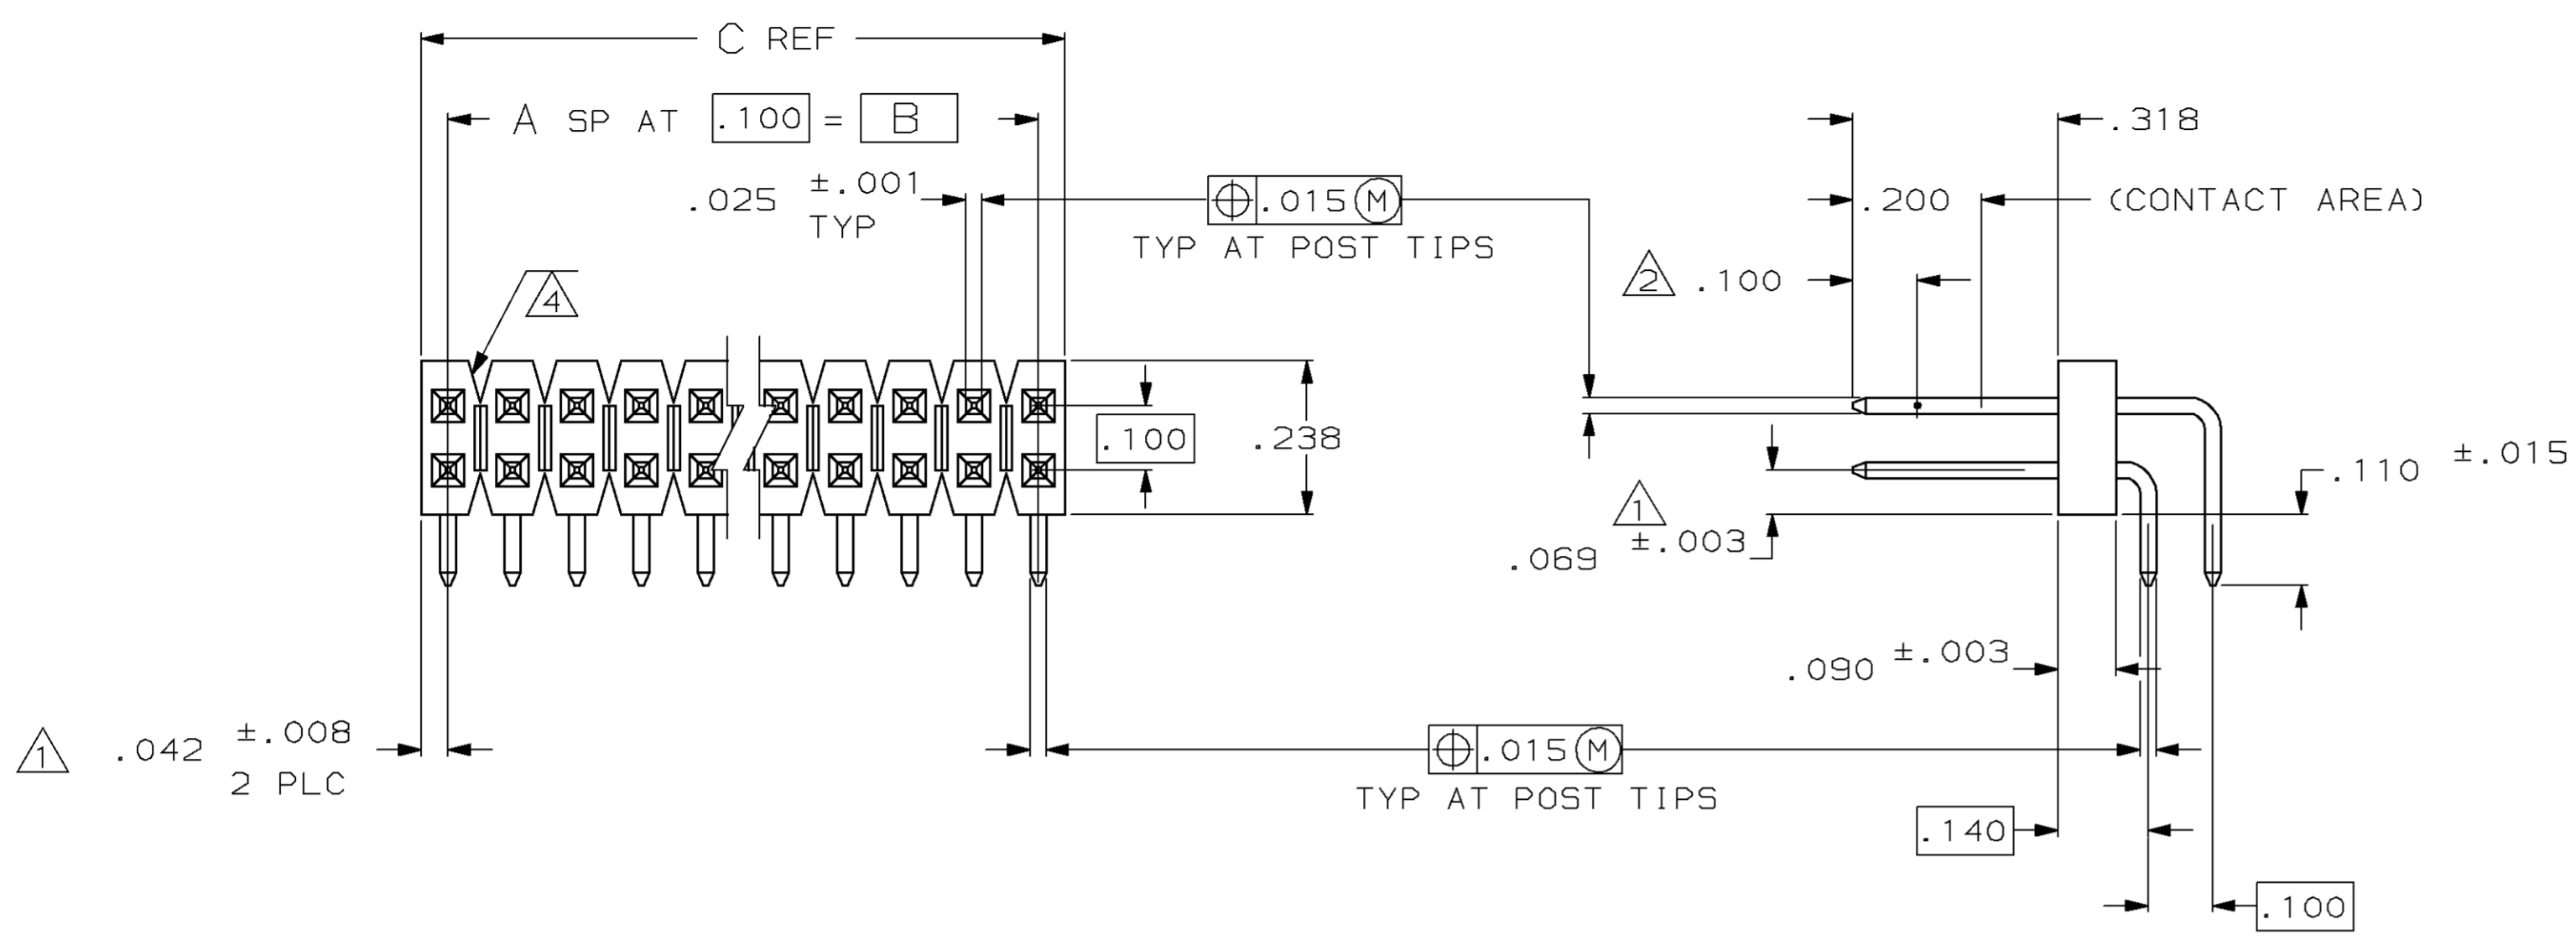 C REF
A SP AT .100 = B
.318
.025 ±.001
TYP
.015 M
TYP AT POST TIPS
.200 (CONTACT AREA)
2 .100
4
.100
.238
.110 ±.015
1
.069 ±.003
.090 ±.003
1 .042 ±.008
2 PLC
.015 M
TYP AT POST TIPS
.140
.100